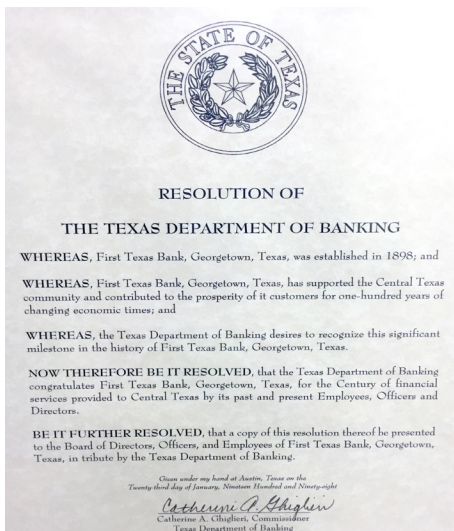 THE STATE OF TEXAS
RESOLUTION OF
THE TEXAS DEPARTMENT OF BANKING
WHEREAS, First Texas Bank, Georgetown, Texas, was established in 1898; and
WHEREAS, First Texas Bank, Georgetown, Texas, has supported the Central Texas
community and contributed to the prosperity of it customers for one-hundred years of
changing economic times; and
WHEREAS, the Texas Department of Banking desires to recognize this significant
milestone in the history of First Texas Bank, Georgetown, Texas.
NOW THEREFORE BE IT RESOLVED, that the Texas Department of Banking
congratulates First Texas Bank, Georgetown, Texas, for the Century of financial
services provided to Central Texas by its past and present Employees, Officers and
Directors.
BE IT FURTHER RESOLVED, that a copy of this resolution thereof be presented
to the Board of Directors, Officers, and Employees of First Texas Bank, Georgetown,
Texas, in tribute by the Texas Department of Banking.
Given under my hand at Austin, Texas on the
Twenty-third day of January, Nineteen Hundred and Ninety-eight
Catherine A. Ghiglieri
Catherine A. Ghiglieri, Commissioner
Texas Department of Banking